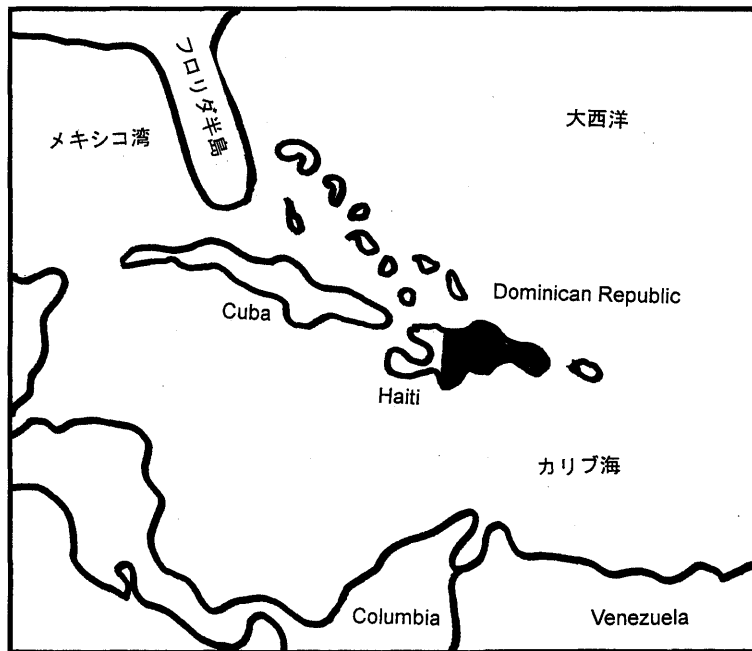 フロリダ半島
大西洋
メキシコ湾
Dominican Republic
Cuba
Haiti
カリブ海
Columbia
Venezuela